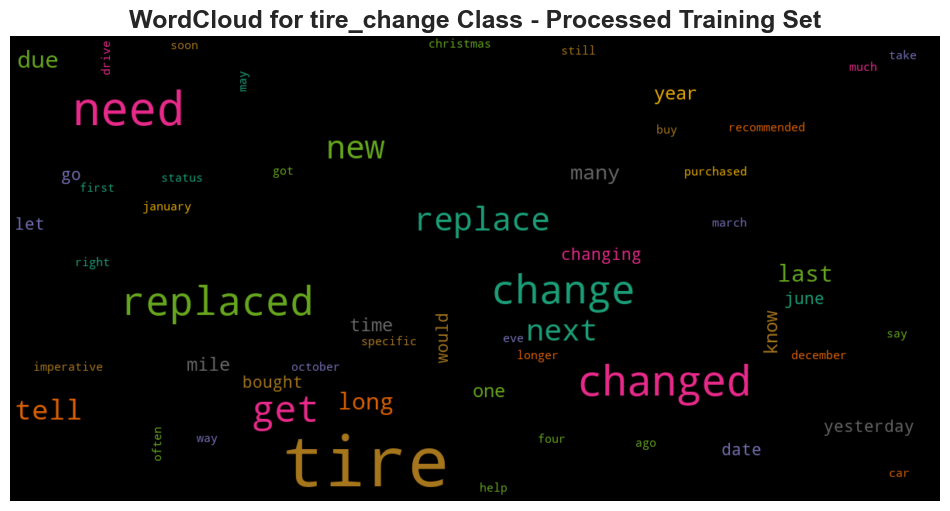 WordCloud for tire_change Class - Processed Training Set
soon
christmas
still
drive
take
due
much
may
need
year
buy
recommended
new
got
many
purchased
go
status
first
january
let
replace
march
changing
right
last
change
replaced
june
next
time
would
know
specific
eve
say
longer
december
imperative
mile
october
bought
changed
one
get
long
tell
yesterday
often
way
four
ago
date
tire
car
help